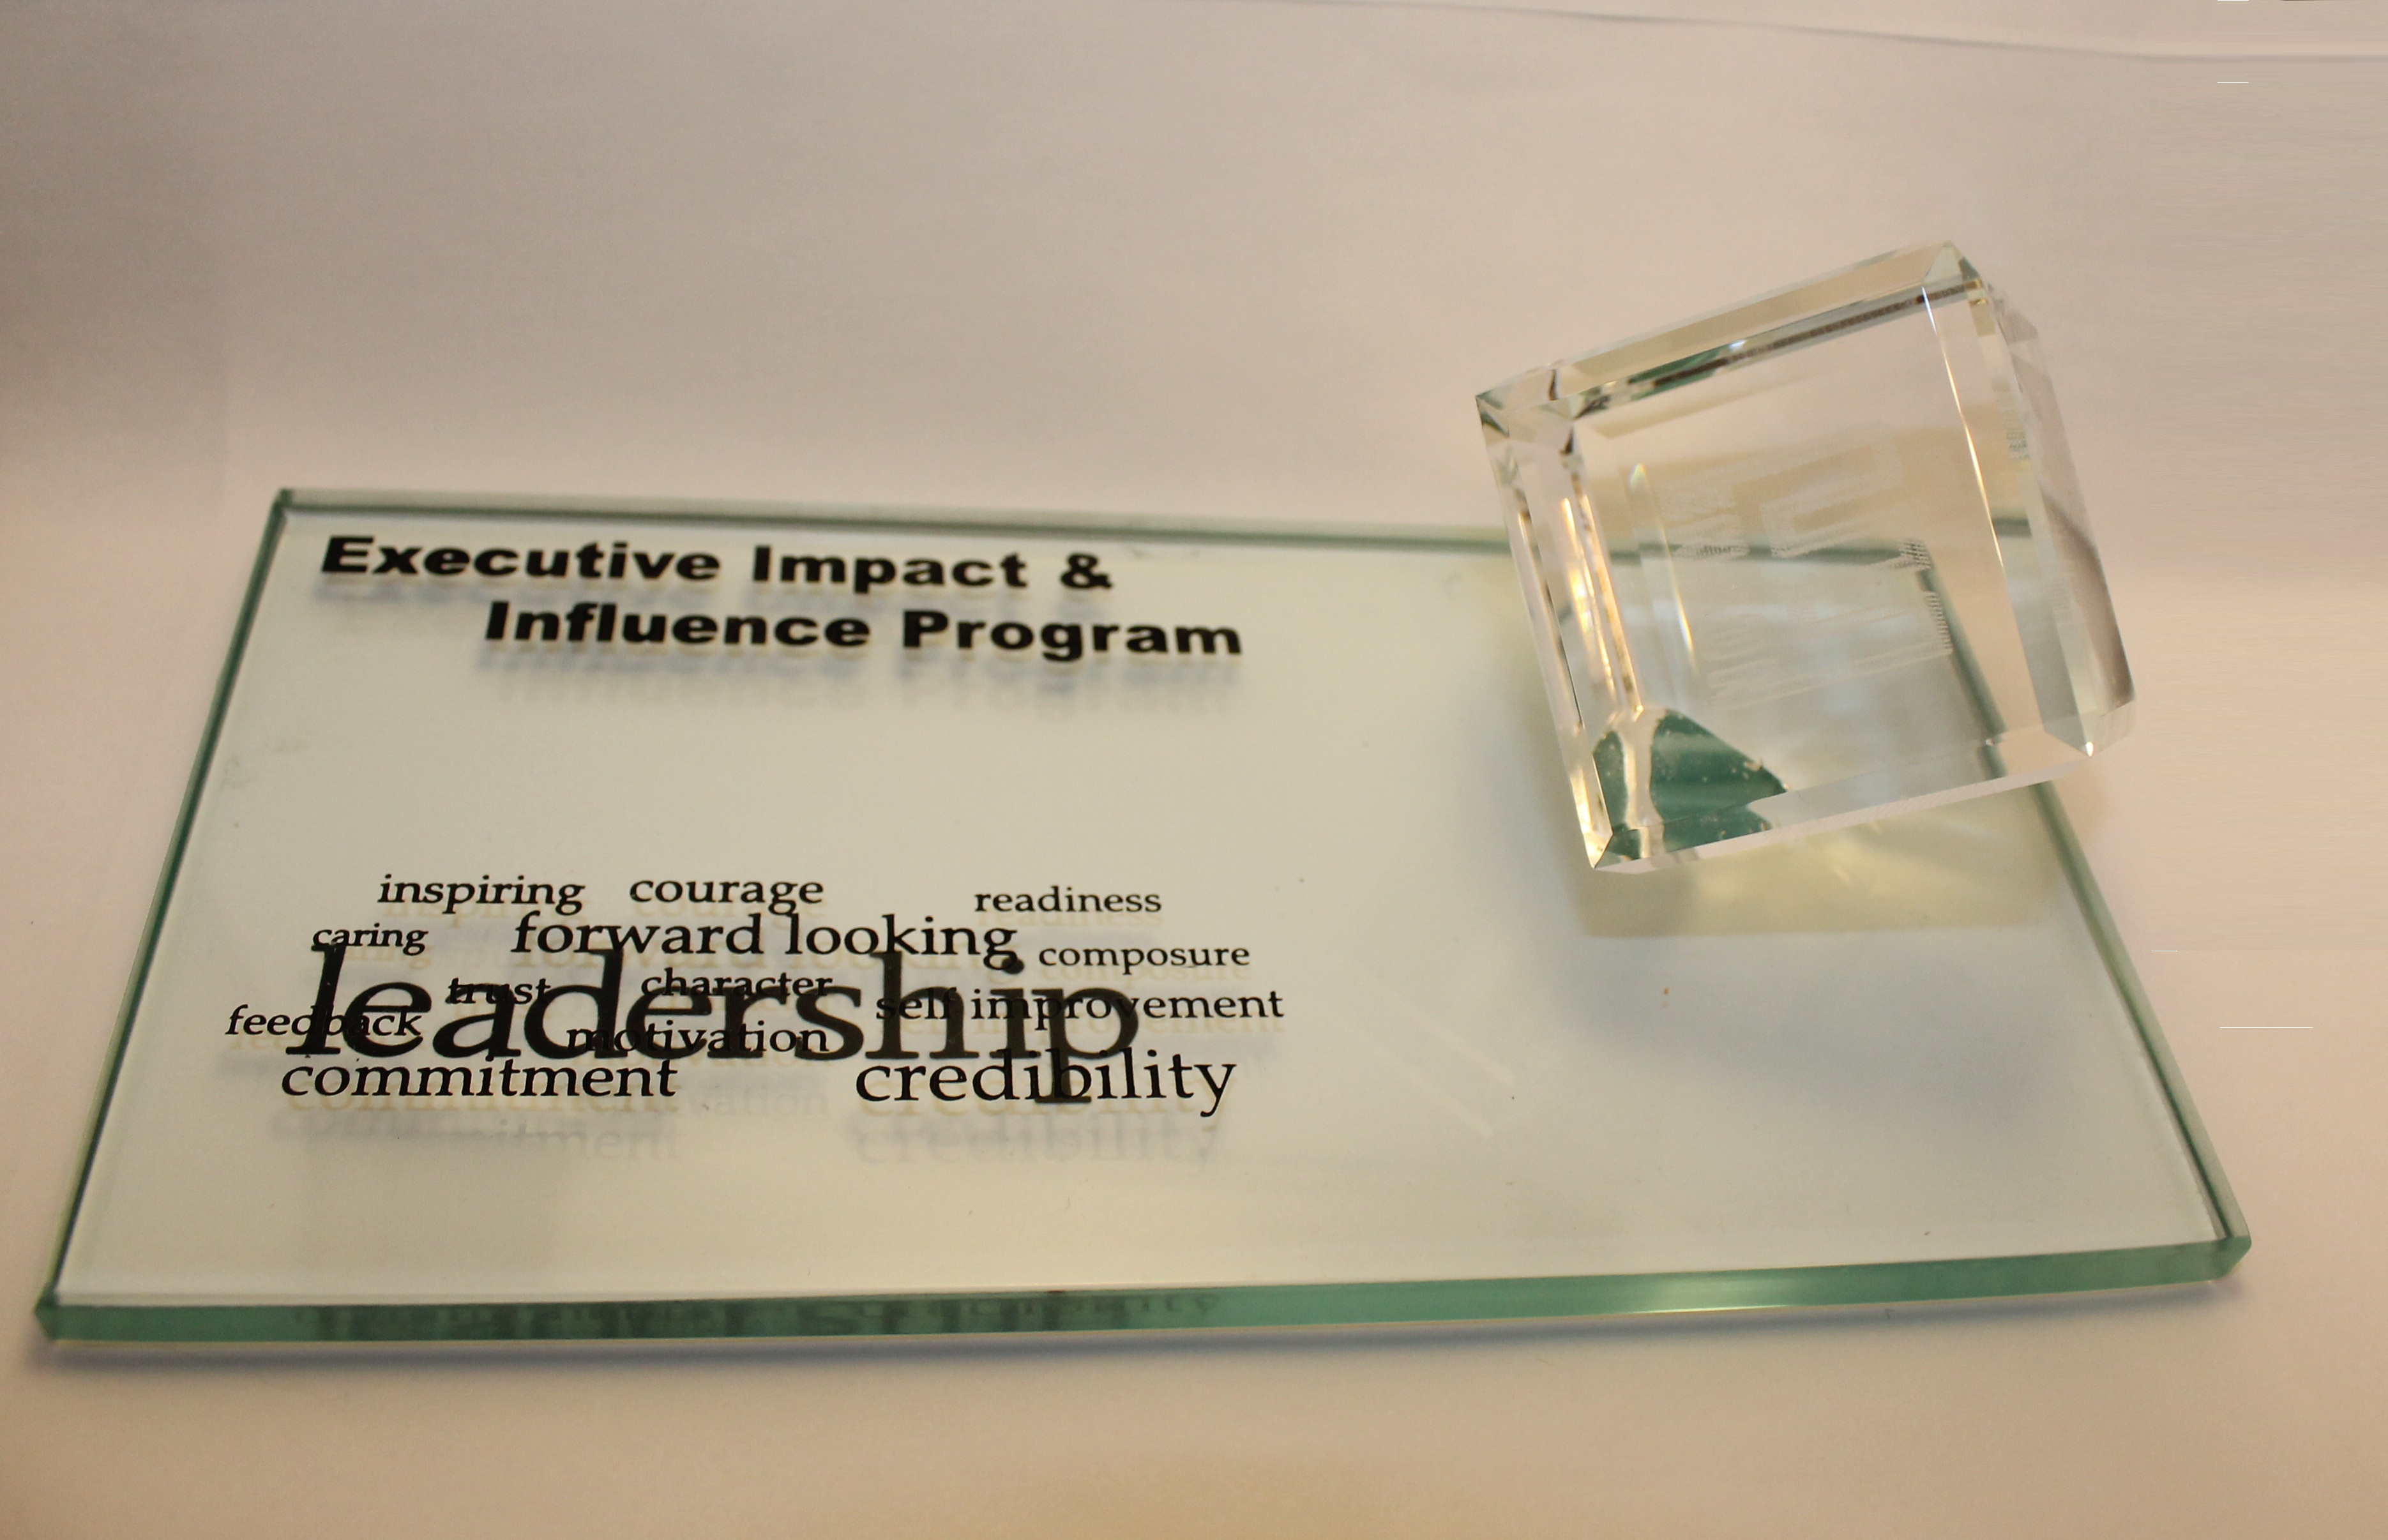 Executive Impact &
Influence Program
inspiring courage readiness
caring forward looking composure
leadership
trust character
feedback motivation self improvement
commitment credibility